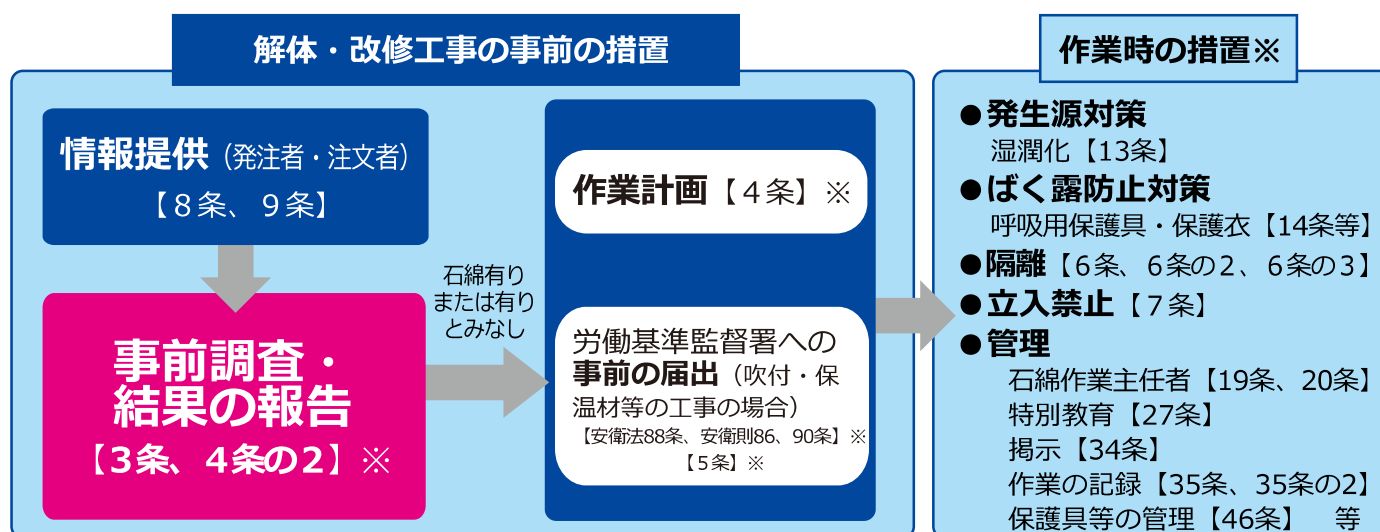 解体・改修工事の事前の措置
情報提供（発注者・注文者）
【８条、９条】
事前調査・
結果の報告
【３条、４条の２】※
石綿有り
または有り
とみなし
作業計画【４条】※
労働基準監督署への
事前の届出（吹付・保
温材等の工事の場合）
【安衛法88条、安衛則86、90条】※
【５条】※
作業時の措置※
●発生源対策
湿潤化【13条】
●ばく露防止対策
呼吸用保護具・保護衣【14条等】
●隔離【６条、６条の２、６条の３】
●立入禁止【７条】
●管理
石綿作業主任者【19条、20条】
特別教育【27条】
掲示【34条】
作業の記録【35条、35条の２】
保護具等の管理【46条】　等